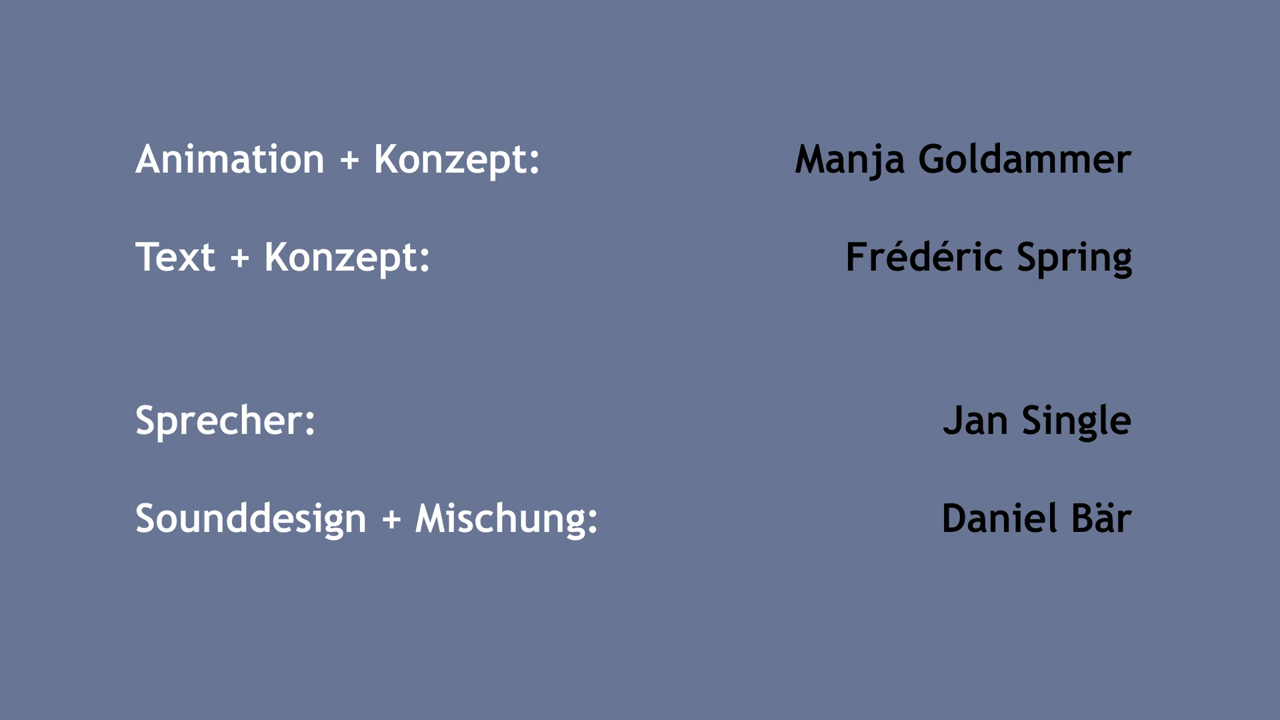 Animation + Konzept: Manja Goldammer
Text + Konzept: Frédéric Spring
Sprecher: Jan Single
Sounddesign + Mischung: Daniel Bär